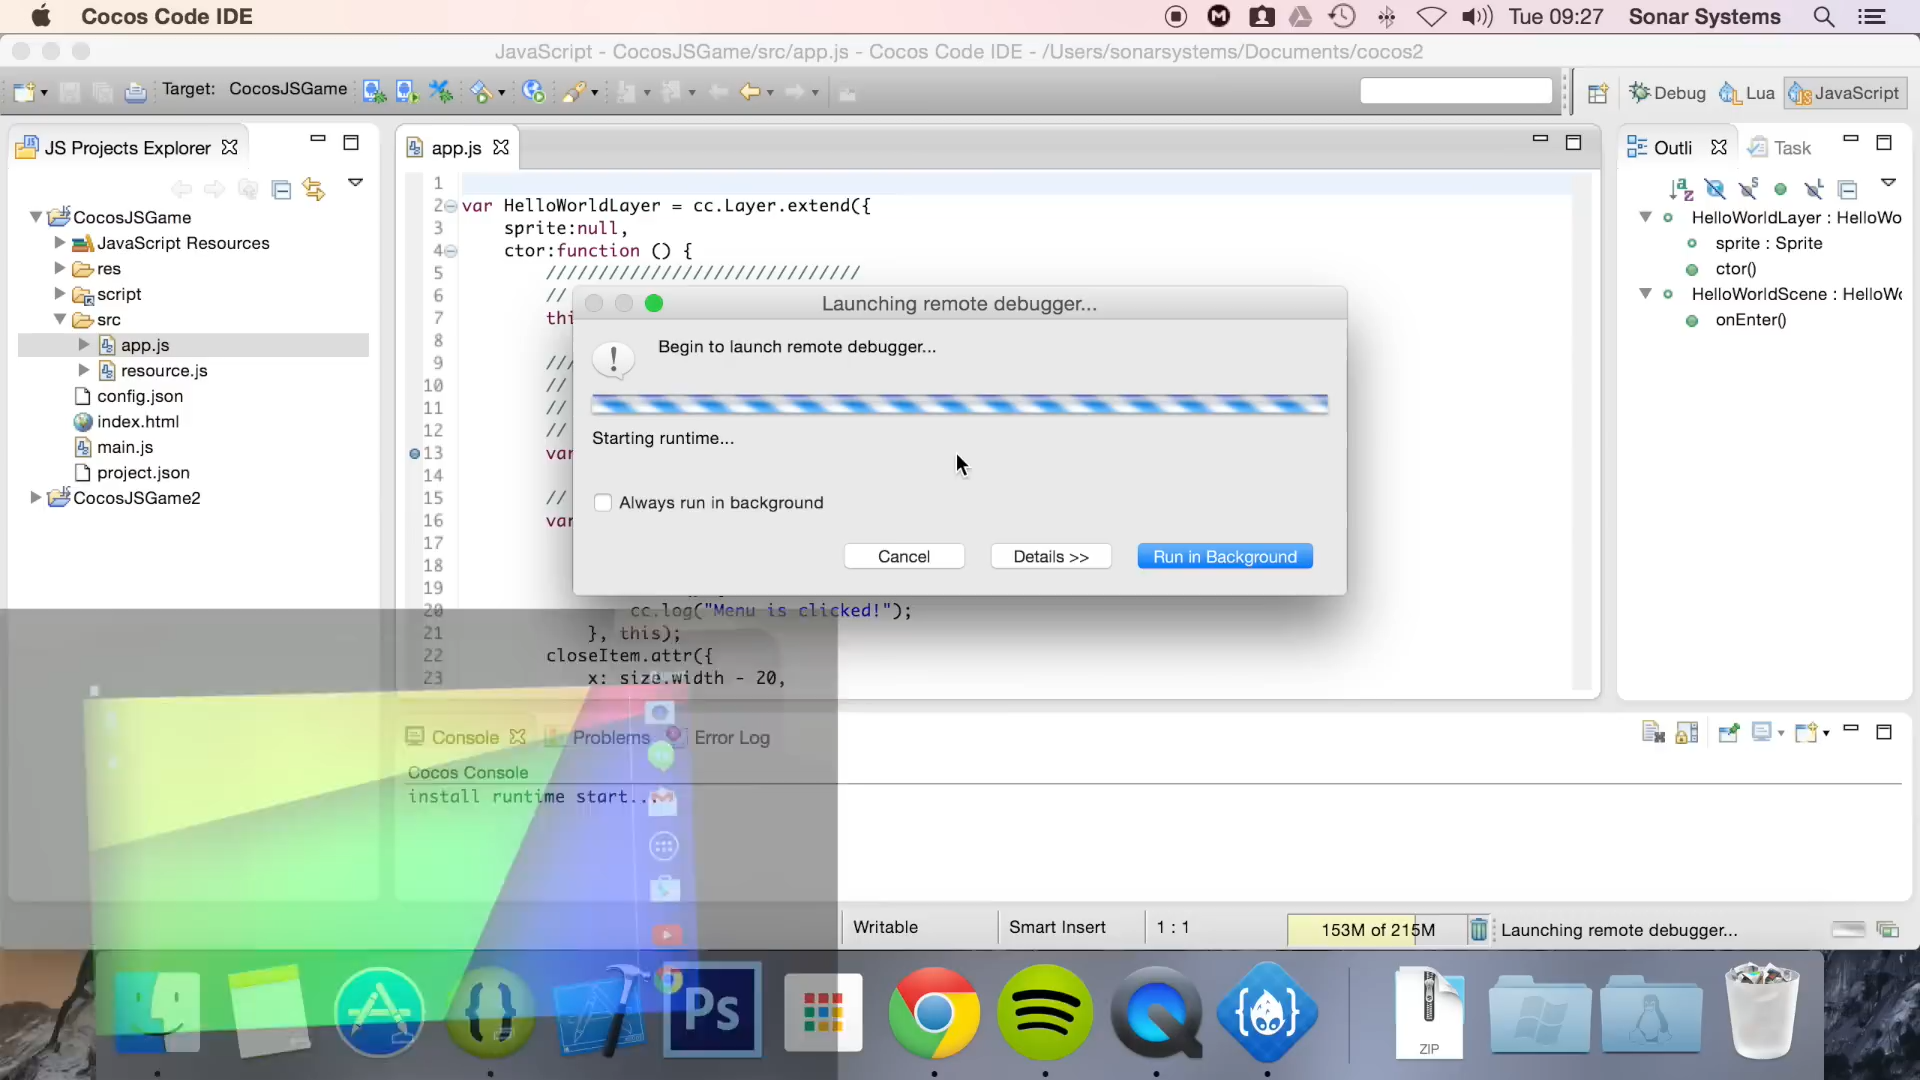 Cocos Code IDE
Tue 09:27 Sonar Systems
JavaScript - CocosJSGame/src/app.js - Cocos Code IDE - /Users/sonarsystems/Documents/cocos2
Target: CocosJSGame
Debug Lua JavaScript
JS Projects Explorer
CocosJSGame
JavaScript Resources
res
script
src
app.js
resource.js
config.json
index.html
main.js
project.json
CocosJSGame2
app.js
1
2 var HelloWorldLayer = cc.Layer.extend({
3 sprite:null,
4 ctor:function () {
5 //////////////////////////////
6 //
7 thi
8
9 ///
10 //
11 //
12 //
13 var
14
15 //
16 var
17
18
19
20 cc.log("Menu is clicked!");
21 }, this);
22 closeItem.attr({
23 x: size.width - 20,
Launching remote debugger...
Begin to launch remote debugger...
Starting runtime...
Always run in background
Cancel Details >> Run in Background
Outli Task
HelloWorldLayer : HelloWo
sprite : Sprite
ctor()
HelloWorldScene : HelloWo
onEnter()
Console Problems Error Log
Cocos Console
install runtime start...
Writable Smart Insert 1 : 1 153M of 215M Launching remote debugger...
Ps
ZIP